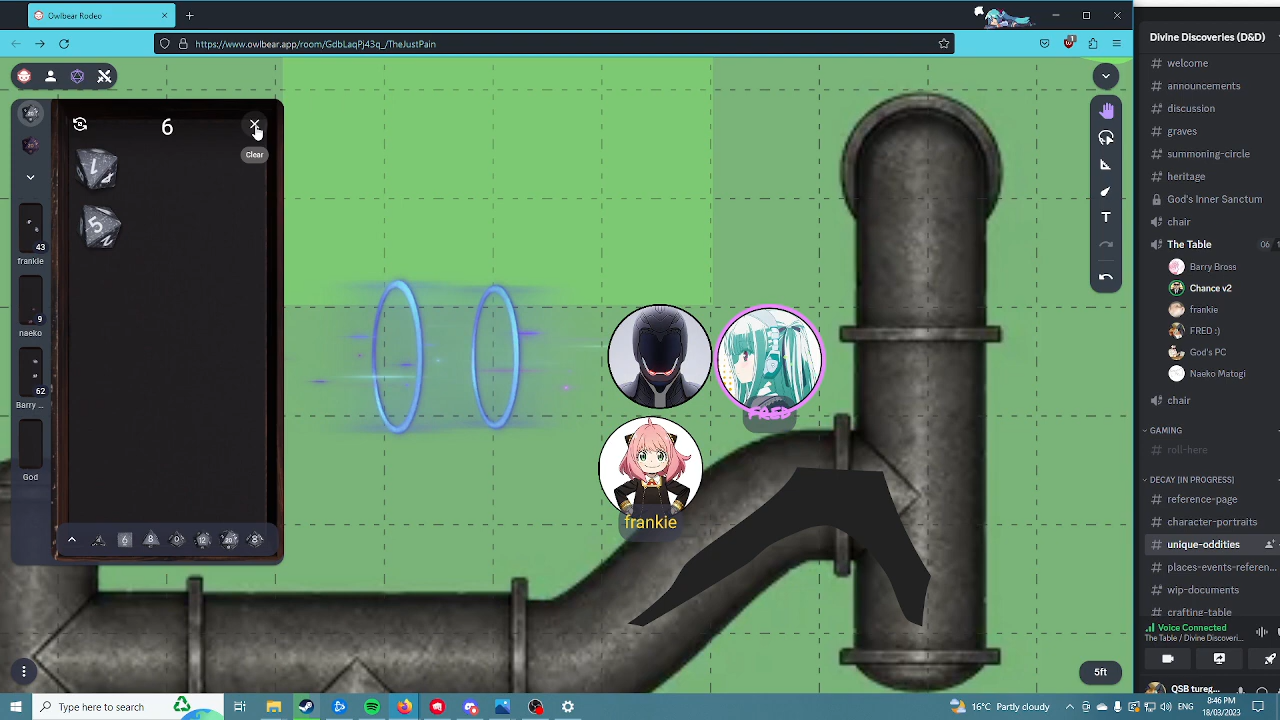 Owlbear Rodeo
https://www.owlbear.app/room/GdbLaqPj43q_/TheJustPain
6
Clear
43
frankie
9
naeko
62
Barry ...
God
FRED
frankie
5ft
Divine Discoveries (D&D)
# welcome
# announcements
# discussion
# graves
# summoning-circle
# heritage
God's Inner Sanctum
chair
The Table 06
Barry Bross
Chance v2
frankie
FRED :)
God's PC
Naeko Matogi
chair
GAMING
# roll-here
DECAY [IN PROGRESS]
# reference-page
# character-portraits
# unique-oddities
# places-events-referen...
# wip-documents
# crafting-table
Voice Connected
The Table / Divine Discoveri...
QSB tureg...
Type here to search
16°C Partly cloudy
ENG
8:46 PM
18/03/2023